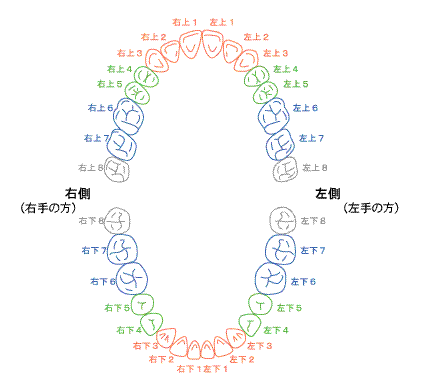 右上1 左上1
右上2 左上2
右上3 左上3
右上4 左上4
右上5 左上5
右上6 左上6
右上7 左上7
右上8 左上8
右側 左側
(右手の方) (左手の方)
右下8 左下8
右下7 左下7
右下6 左下6
右下5 左下5
右下4 左下4
右下3 左下3
右下2 左下2
右下1 左下1